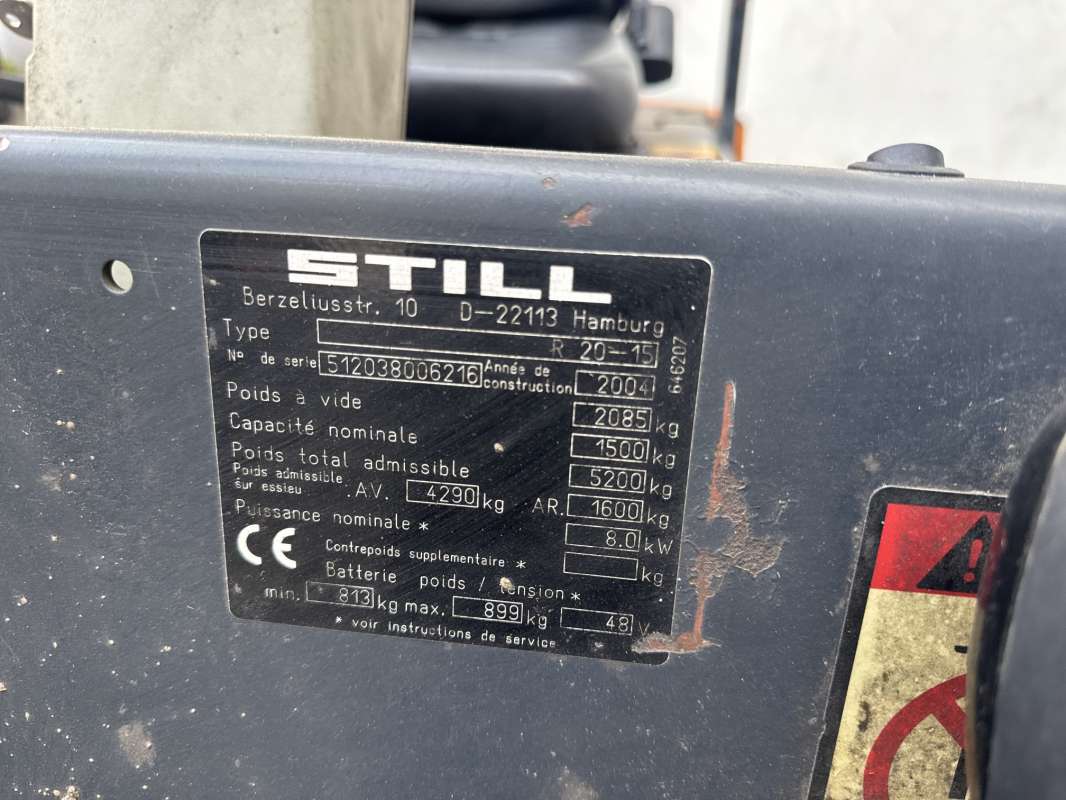 STILL
Berzeliusstr. 10 D-22113 Hamburg
Type R 20-15
Nº de serie 512038006216 Année de construction 2004
Poids à vide 2085 kg
Capacité nominale 1500 kg
Poids total admissible 5200 kg
Poids admissible sur essieu .AV. 4290 kg AR. 1600 kg
Puissance nominale * 8.0 kW
CE
Contrepoids supplementaire * kg
Batterie poids / tension *
* min. 813 kg max. 899 kg 48 V
* voir instructions de service
646207